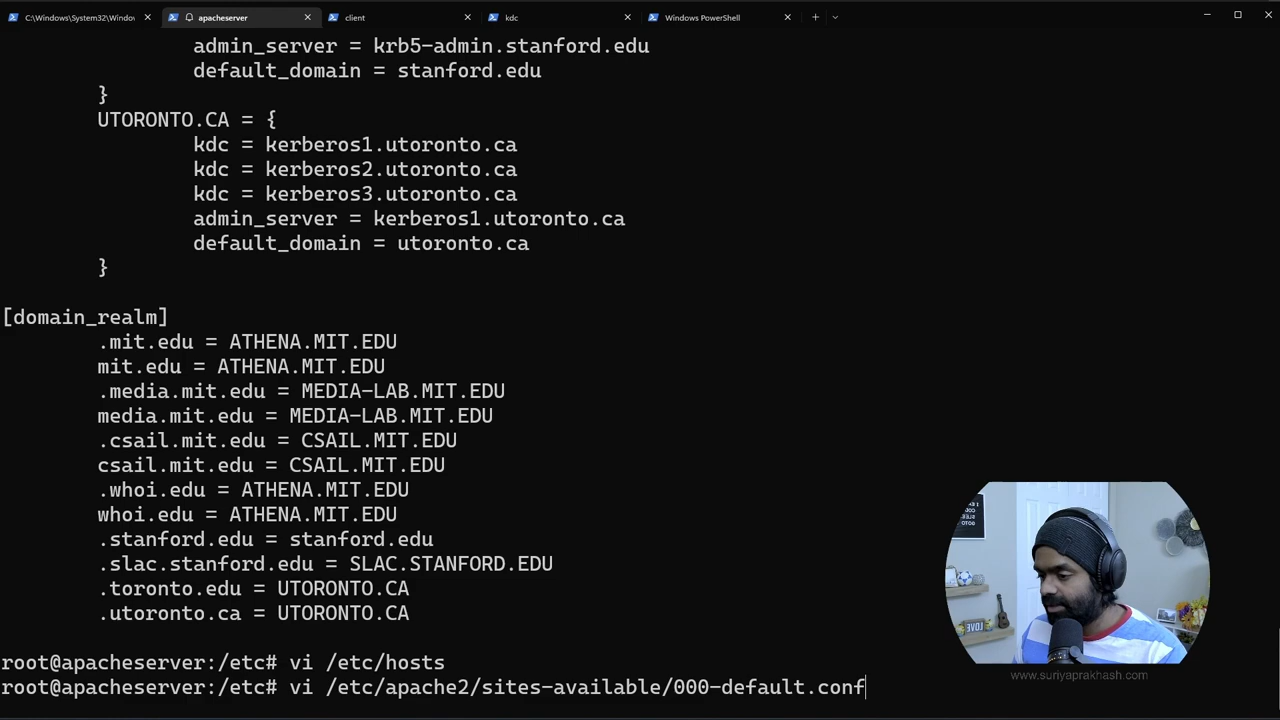 C:\Windows\System32\Window
apacheserver
client
kdc
Windows PowerShell
admin_server = krb5-admin.stanford.edu
default_domain = stanford.edu
}
UTORONTO.CA = {
kdc = kerberos1.utoronto.ca
kdc = kerberos2.utoronto.ca
kdc = kerberos3.utoronto.ca
admin_server = kerberos1.utoronto.ca
default_domain = utoronto.ca
}
[domain_realm]
.mit.edu = ATHENA.MIT.EDU
mit.edu = ATHENA.MIT.EDU
.media.mit.edu = MEDIA-LAB.MIT.EDU
media.mit.edu = MEDIA-LAB.MIT.EDU
.csail.mit.edu = CSAIL.MIT.EDU
csail.mit.edu = CSAIL.MIT.EDU
.whoi.edu = ATHENA.MIT.EDU
whoi.edu = ATHENA.MIT.EDU
.stanford.edu = stanford.edu
.slac.stanford.edu = SLAC.STANFORD.EDU
.toronto.edu = UTORONTO.CA
.utoronto.ca = UTORONTO.CA
root@apacheserver:/etc# vi /etc/hosts
root@apacheserver:/etc# vi /etc/apache2/sites-available/000-default.conf
LOVE
www.suriyaprakhash.com